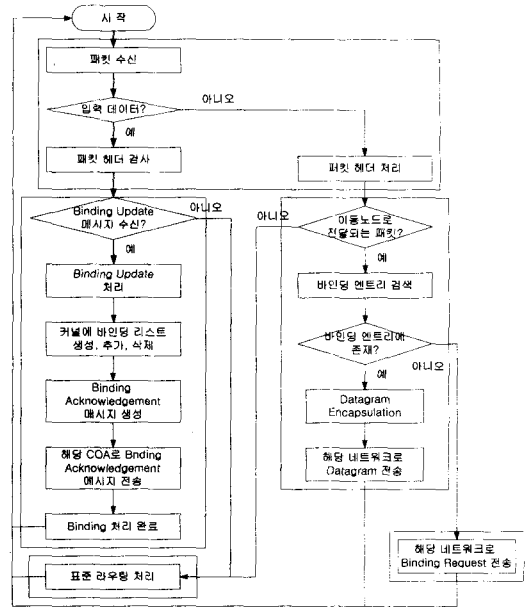 시 작
패킷 수신
입력 데이터?
아니오
예
패킷 헤더 검사
패킷 헤더 처리
Binding Update
메시지 수신?
아니오
예
Binding Update
처리
커널에 바인딩 리스트
생성, 추가, 삭제
Binding
Acknowledgement
메시지 생성
해당 COA로 Bnding
Acknowledgement
메시지 전송
Binding 처리 완료
표준 라우팅 처리
아니오
이동노드로
전달되는 패킷?
예
바인딩 엔트리 검색
바인딩 엔트리에
존재?
아니오
예
Datagram
Encapsulation
해당 네트워크로
Datagram 전송
해당 네트워크로
Binding Request 전송